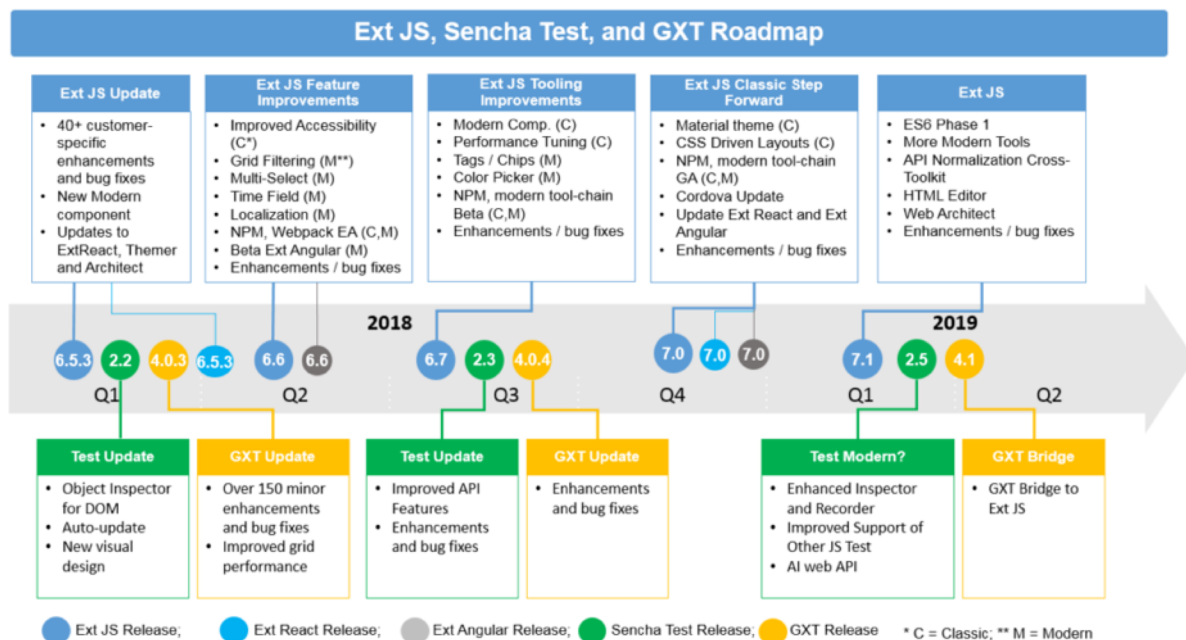 Ext JS, Sencha Test, and GXT Roadmap
Ext JS Update
• 40+ customer-
specific
enhancements
and bug fixes
• New Modern
component
• Updates to
ExtReact, Themer
and Architect
Ext JS Feature
Improvements
• Improved Accessibility
(C*)
• Grid Filtering (M**)
• Multi-Select (M)
• Time Field (M)
• Localization (M)
• NPM, Webpack EA (C,M)
• Beta Ext Angular (M)
• Enhancements / bug fixes
Ext JS Tooling
Improvements
• Modern Comp. (C)
• Performance Tuning (C)
• Tags / Chips (M)
• Color Picker (M)
• NPM, modern tool-chain
Beta (C,M)
• Enhancements / bug fixes
Ext JS Classic Step
Forward
• Material theme (C)
• CSS Driven Layouts (C)
• NPM, modern tool-chain
GA (C,M)
• Cordova Update
• Update Ext React and Ext
Angular
• Enhancements / bug fixes
Ext JS
• ES6 Phase 1
• More Modern Tools
• API Normalization Cross-
Toolkit
• HTML Editor
• Web Architect
• Enhancements / bug fixes
2018
2019
6.5.3
2.2
4.0.3
6.5.3
6.6
6.6
6.7
2.3
4.0.4
7.0
7.0
7.0
7.1
2.5
4.1
Q1
Q2
Q3
Q4
Q1
Q2
Test Update
• Object Inspector
for DOM
• Auto-update
• New visual
design
GXT Update
• Over 150 minor
enhancements
and bug fixes
• Improved grid
performance
Test Update
• Improved API
Features
• Enhancements
and bug fixes
GXT Update
• Enhancements
and bug fixes
Test Modern?
• Enhanced Inspector
and Recorder
• Improved Support of
Other JS Test
• AI web API
GXT Bridge
• GXT Bridge to
Ext JS
Ext JS Release; Ext React Release; Ext Angular Release; Sencha Test Release; GXT Release * C = Classic; ** M = Modern